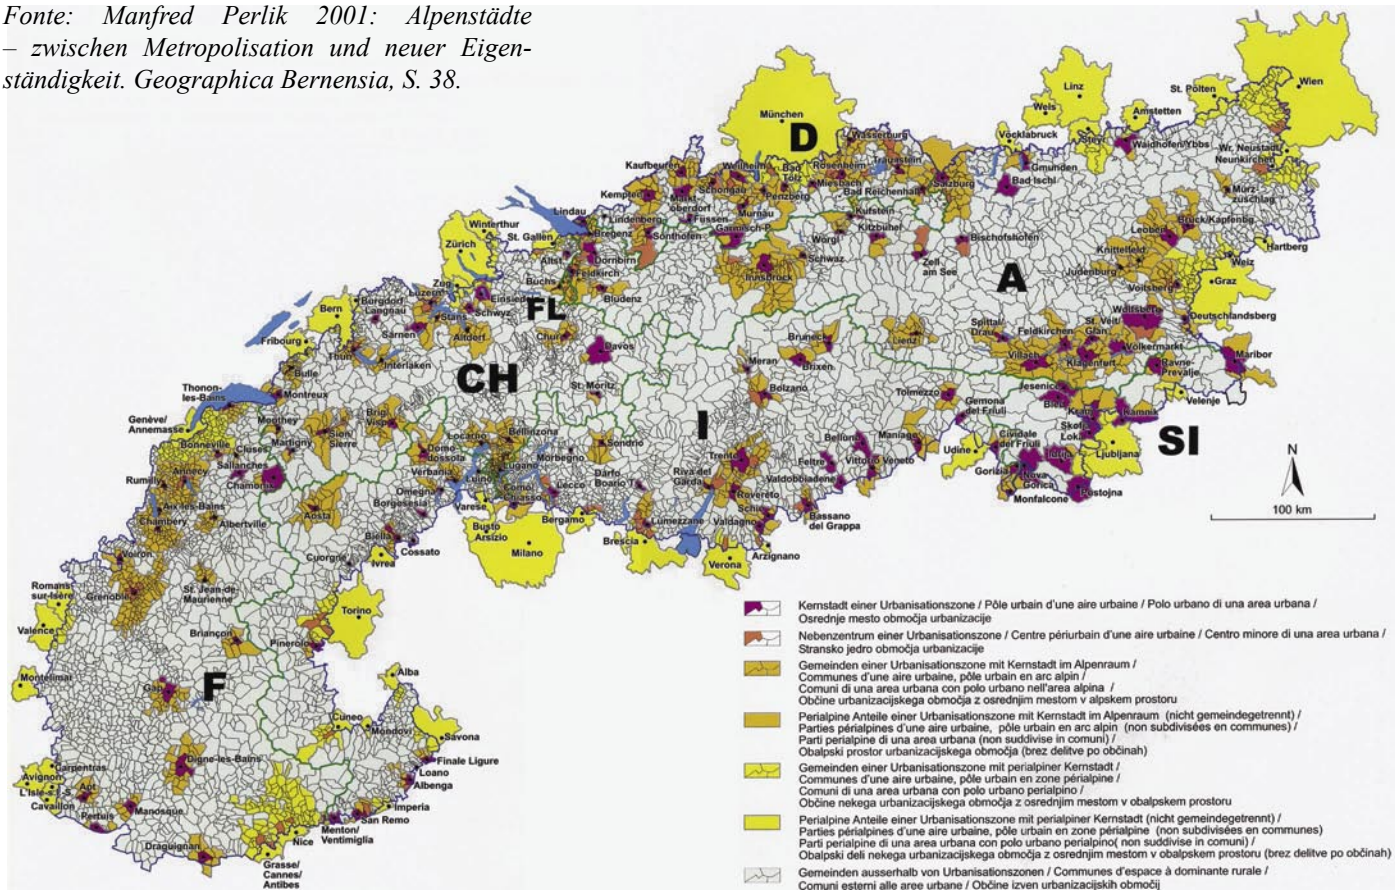 Fonte: Manfred Perlik 2001: Alpenstädte
– zwischen Metropolisation und neuer Eigen-
ständigkeit. Geographica Bernensia, S. 38.
Wien
Linz
St. Pölten
Wels
Amstetten
München
D
Vöcklabruck
Steyr
Waidhofen/Ybbs
Wasserburg
Wr. Neustadt/
Neunkirchen
Kaufbeuren
Weilheim
Bad
Tölz
Rosenheim
Traunstein
Gmunden
Kempten
Schongau
Miesbach
Bad Reichenhall
Salzburg
Bad Ischl
Mürz
zuschlag
Markt
oberdorf
Penzberg
Murnau
Lindau
Lindenberg
Füssen
Kufstein
Bruck/Kapfenbg.
Winterthur
St. Gallen
Bregenz
Sonthofen
Garmisch-P.
Wörgl
Kitzbühel
Bischofshofen
Leoben
Hartberg
Zürich
Altst.
Dornbirn
Schwaz
Zell
am See
Knittelfeld
Weiz
Feldkirch
Innsbruck
A
Judenburg
Graz
Zug
Buchs
Bludenz
Voitsberg
Luzern
Einsiedeln
FL
Burgdorf
Langnau
Schwyz
Stans
Wolfsberg
Deutschlandsberg
Bern
Sarnen
Altdorf
Chur
Spittal/
Drau
Feldkirchen
St. Veit/
Glan
Fribourg
Thun
Davos
Bruneck
Lienz
Völkermarkt
Maribor
Interlaken
Brixen
Villach
Klagenfurt
Ravne-
Prevalje
Bulle
CH
Meran
Thonon-
les-Bains
St. Moritz
Bolzano
Tolmezzo
Jesenice
Velenje
Montreux
Bled
Kranj
Kamnik
Genève/
Annemasse
Monthey
Brig/
Visp
Gemona
del Friuli
Škofja
Loka
SI
Bonneville
Sion/
Sierre
Locarno
Bellinzona
I
Belluno
Maniago
Cividale
del Friuli
Ljubljana
Cluses
Martigny
Domo-
dossola
Sondrio
Trento
Udine
Idrija
Sallanches
Lugano
Morbegno
Feltre
Vittorio Veneto
Annecy
Chamonix
Verbania
Luino
Riva del
Garda
Gorizia
Nova
Gorica
Rumilly
Omegna
Como/
Chiasso
Lecco
Darfo
Boario T.
Valdobbiadene
Postojna
Aix-les-Bains
Borgosesia
Rovereto
Monfalcone
N
Aosta
Varese
Schio
Chambéry
Albertville
Bergamo
Lumezzane
Valdagno
Bassano
del Grappa
100 km
Biella
Busto
Arsizio
Milano
Brescia
Arzignano
Voiron
Cuorgnè
Cossato
Ivrea
Verona
Romans-
sur-Isère
Grenoble
St. Jean-de-
Maurienne
Torino
Valence
Briançon
Pinerolo
Montélimar
Gap
F
Alba
Cuneo
Mondovì
Savona
Digne-les-Bains
Finale Ligure
Carpentras
Loano
Avignon
Apt
Albenga
L'Isle-s.l.-S
Cavaillon
Manosque
Imperia
Pertuis
San Remo
Menton/
Ventimiglia
Draguignan
Nice
Grasse/
Cannes/
Antibes
Kernstadt einer Urbanisationszone / Pôle urbain d'une aire urbaine / Polo urbano di una area urbana /
Osrednje mesto območja urbanizacije
Nebenzentrum einer Urbanisationszone / Centre périurbain d'une aire urbaine / Centro minore di una area urbana /
Stransko jedro območja urbanizacije
Gemeinden einer Urbanisationszone mit Kernstadt im Alpenraum /
Communes d'une aire urbaine, pôle urbain en arc alpin /
Comuni di una area urbana con polo urbano nell'area alpina /
Občine urbanizacijskega območja z osrednjim mestom v alpskem prostoru
Perialpine Anteile einer Urbanisationszone mit Kernstadt im Alpenraum (nicht gemeindegetrennt) /
Parties périalpines d'une aire urbaine, pôle urbain en arc alpin (non subdivisées en communes) /
Parti perialpine di una area urbana (non suddivise in comuni) /
Obalpski prostor urbanizacijskega območja (brez delitve po občinah)
Gemeinden einer Urbanisationszone mit perialpiner Kernstadt /
Communes d'une aire urbaine, pôle urbain en zone périalpine /
Comuni di una area urbana con polo urbano perialpino /
Občine nekega urbanizacijskega območja z osrednjim mestom v obalpskem prostoru
Perialpine Anteile einer Urbanisationszone mit perialpiner Kernstadt (nicht gemeindegetrennt) /
Parties périalpines d'une aire urbaine, pôle urbain en zone périalpine (non subdivisées en communes)
Parti perialpine di una area urbana con polo urbano perialpino( non suddivise in comuni) /
Obalpski deli nekega urbanizacijskega območja z osrednjim mestom v obalpskem prostoru (brez delitve po občinah)
Gemeinden ausserhalb von Urbanisationszonen / Communes d'espace à dominante rurale /
Comuni esterni alle aree urbane / Občine izven urbanizacijskih območij